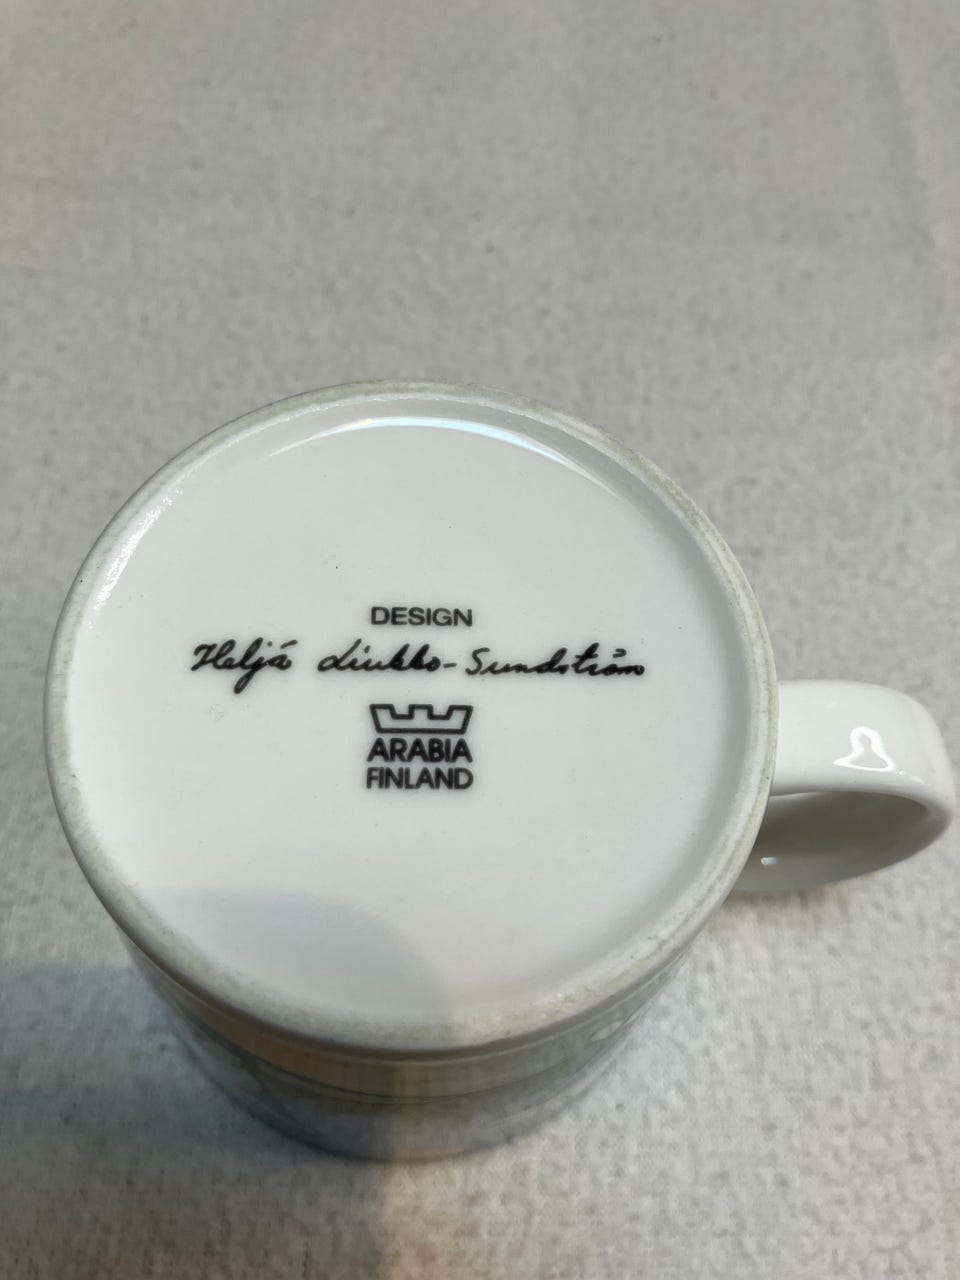 DESIGN
Heljä Liukko-Sundström
ARABIA
FINLAND